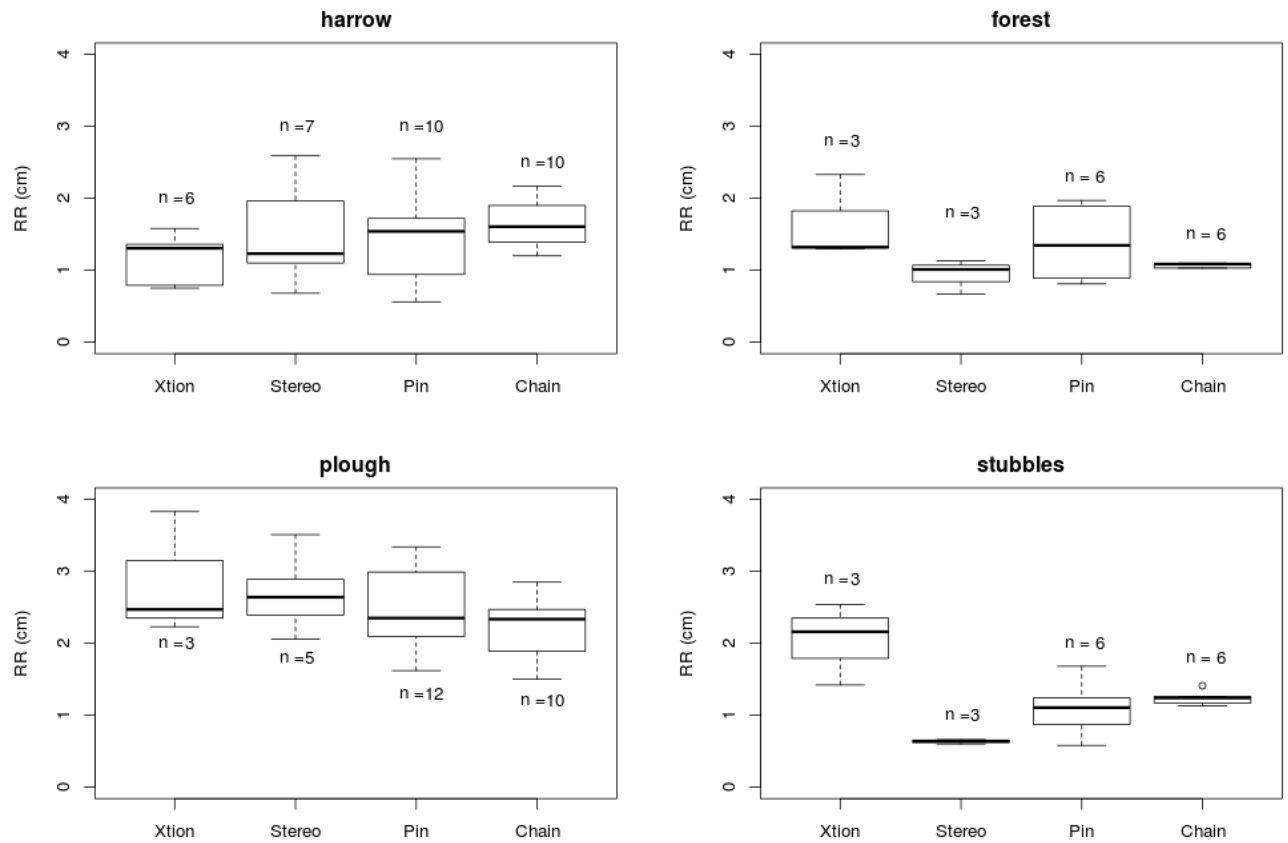 harrow
4
3
2
1
0
RR (cm)
n =6
n =7
n =10
n =10
Xtion Stereo Pin Chain
forest
4
3
2
1
0
RR (cm)
n =3
n =3
n = 6
n = 6
Xtion Stereo Pin Chain
plough
4
3
2
1
0
RR (cm)
n =3
n =5
n =12
n =10
Xtion Stereo Pin Chain
stubbles
4
3
2
1
0
RR (cm)
n =3
n =3
n = 6
n = 6
Xtion Stereo Pin Chain